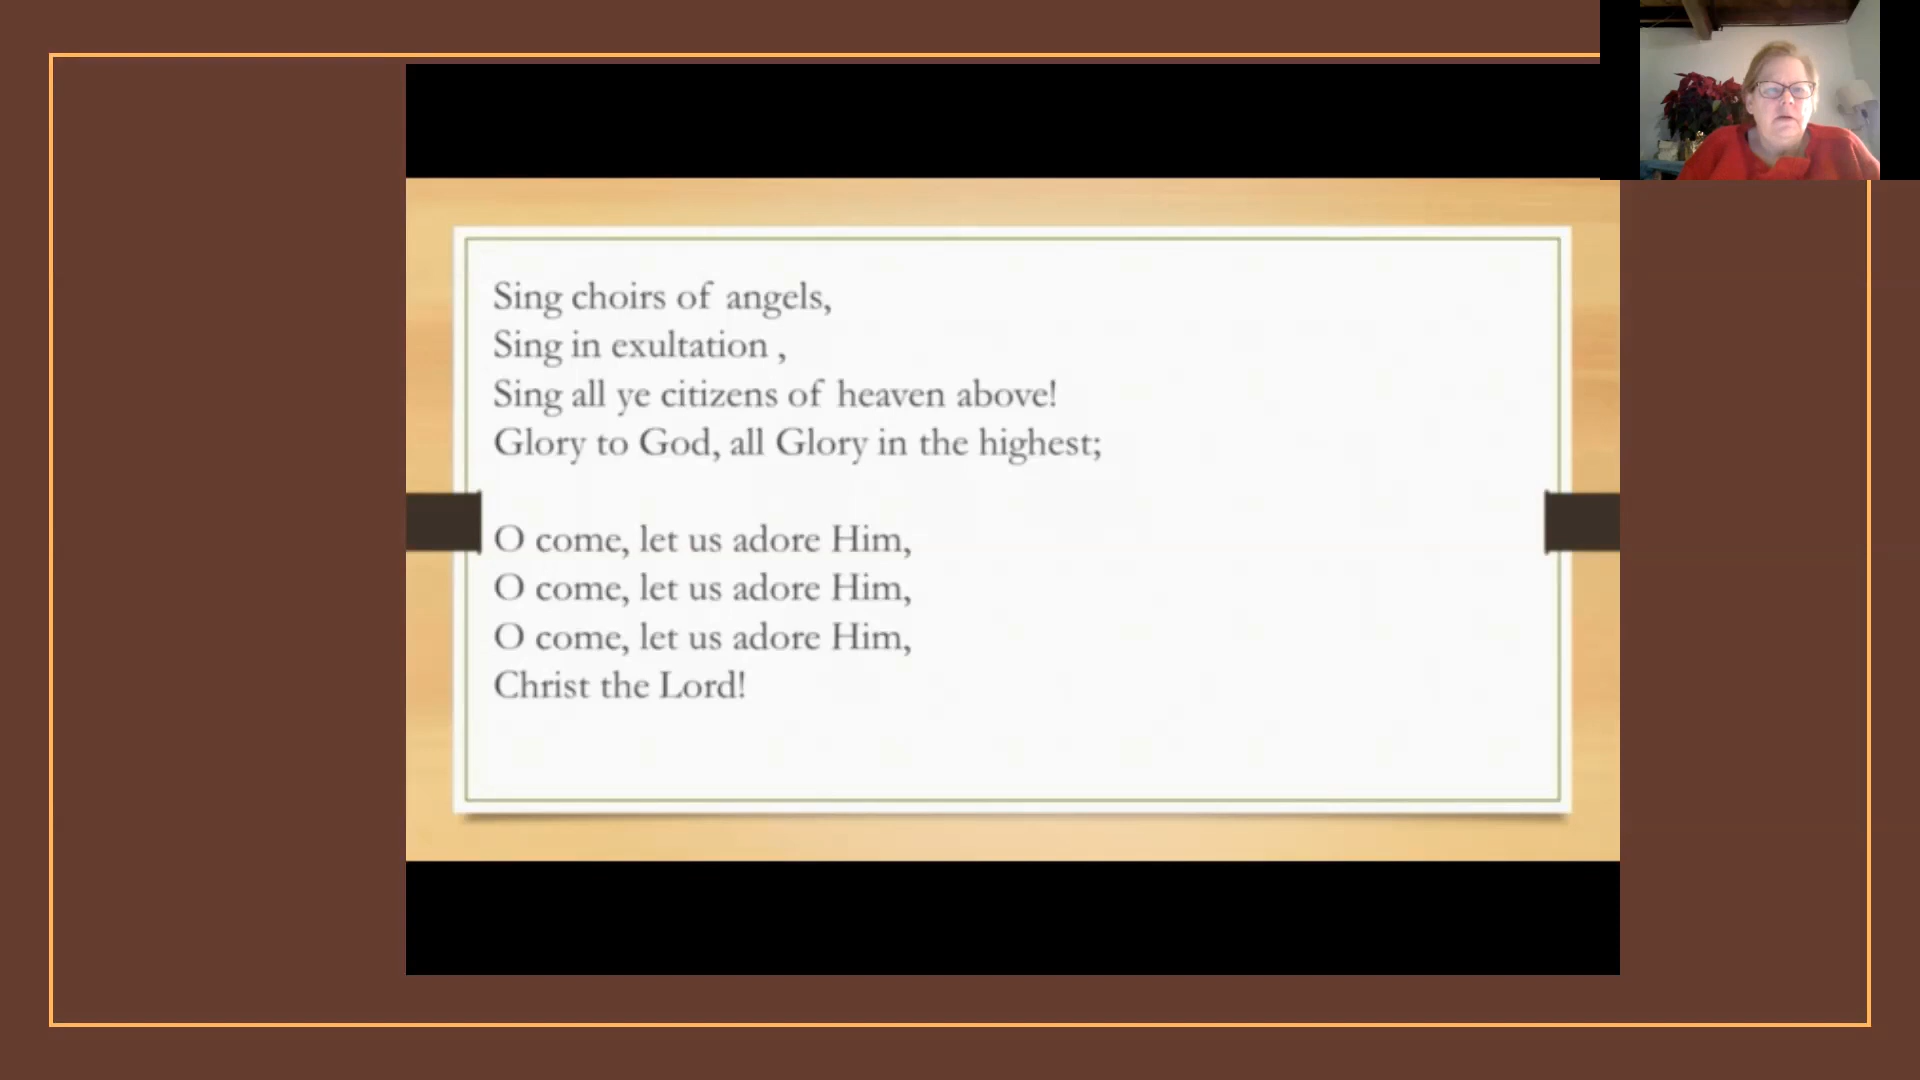 Sing choirs of angels,
Sing in exultation ,
Sing all ye citizens of heaven above!
Glory to God, all Glory in the highest;
O come, let us adore Him,
O come, let us adore Him,
O come, let us adore Him,
Christ the Lord!